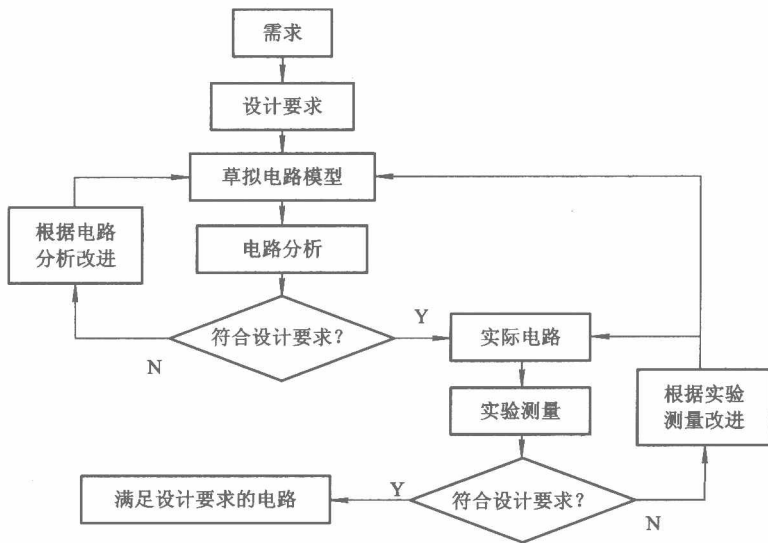 需求
设计要求
草拟电路模型
根据电路
分析改进
电路分析
符合设计要求?
Y
N
实际电路
实验测量
根据实验
测量改进
符合设计要求?
Y
N
满足设计要求的电路